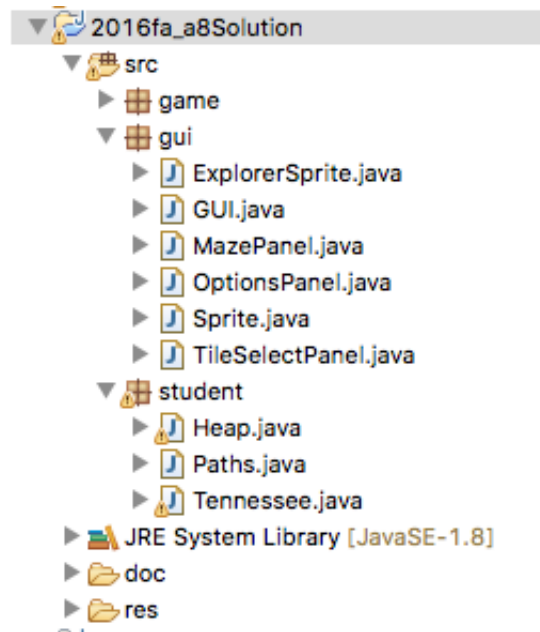 2016fa_a8Solution
src
game
gui
ExplorerSprite.java
GUI.java
MazePanel.java
OptionsPanel.java
Sprite.java
TileSelectPanel.java
student
Heap.java
Paths.java
Tennessee.java
JRE System Library [JavaSE-1.8]
doc
res